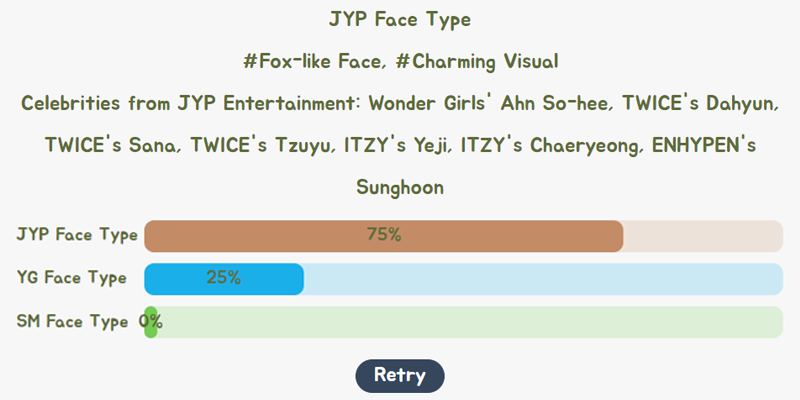 JYP Face Type
#Fox-like Face, #Charming Visual
Celebrities from JYP Entertainment: Wonder Girls' Ahn So-hee, TWICE's Dahyun,
TWICE's Sana, TWICE's Tzuyu, ITZY's Yeji, ITZY's Chaeryeong, ENHYPEN's
Sunghoon
JYP Face Type 75%
YG Face Type 25%
SM Face Type 0%
Retry